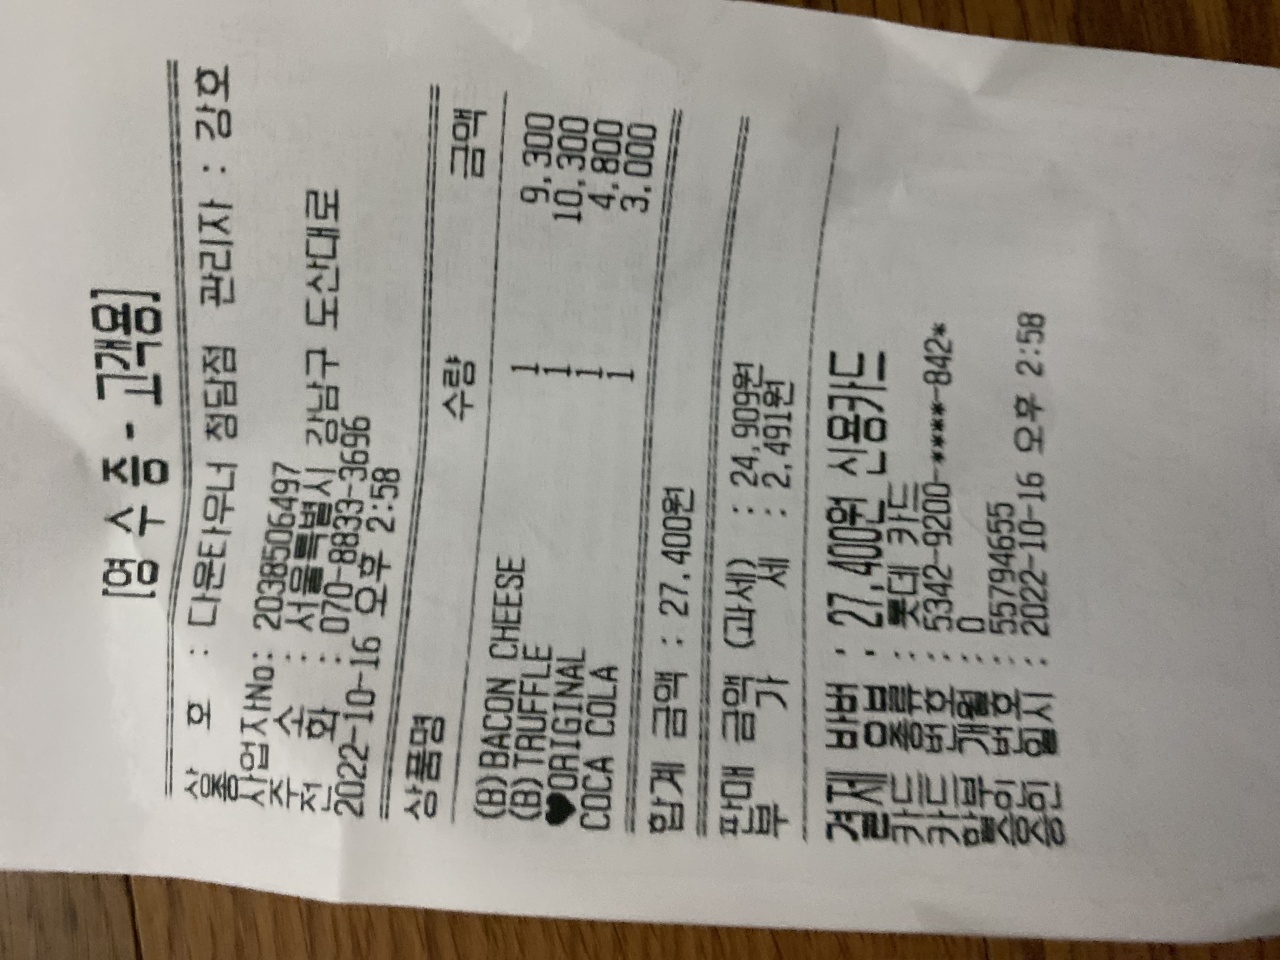 [영 수 증 - 고객용]
상 호 : 다운타우너 청담점 관리자 : 강호
사업자No: 2038506497
주 소 : 서울특별시 강남구 도산대로
전 화 : 070-8833-3696
2022-10-16 오후 2:58
상품명 수량 금액
(B)BACON CHEESE 1 9,300
(B)TRUFFLE 1 10,300
♥ORIGINAL 1 4,800
COCA COLA 1 3,000
합계 금액 : 27,400원
판매 금액 (과세) : 24,909원
부 가 세 : 2,491원
결제 방법 : 27,400원 신용카드
카드종류 : 롯데 카드
카드번호 : 5342-9200-****-842*
할부개월 : 0
승인번호 : 55794655
승인일시 : 2022-10-16 오후 2:58